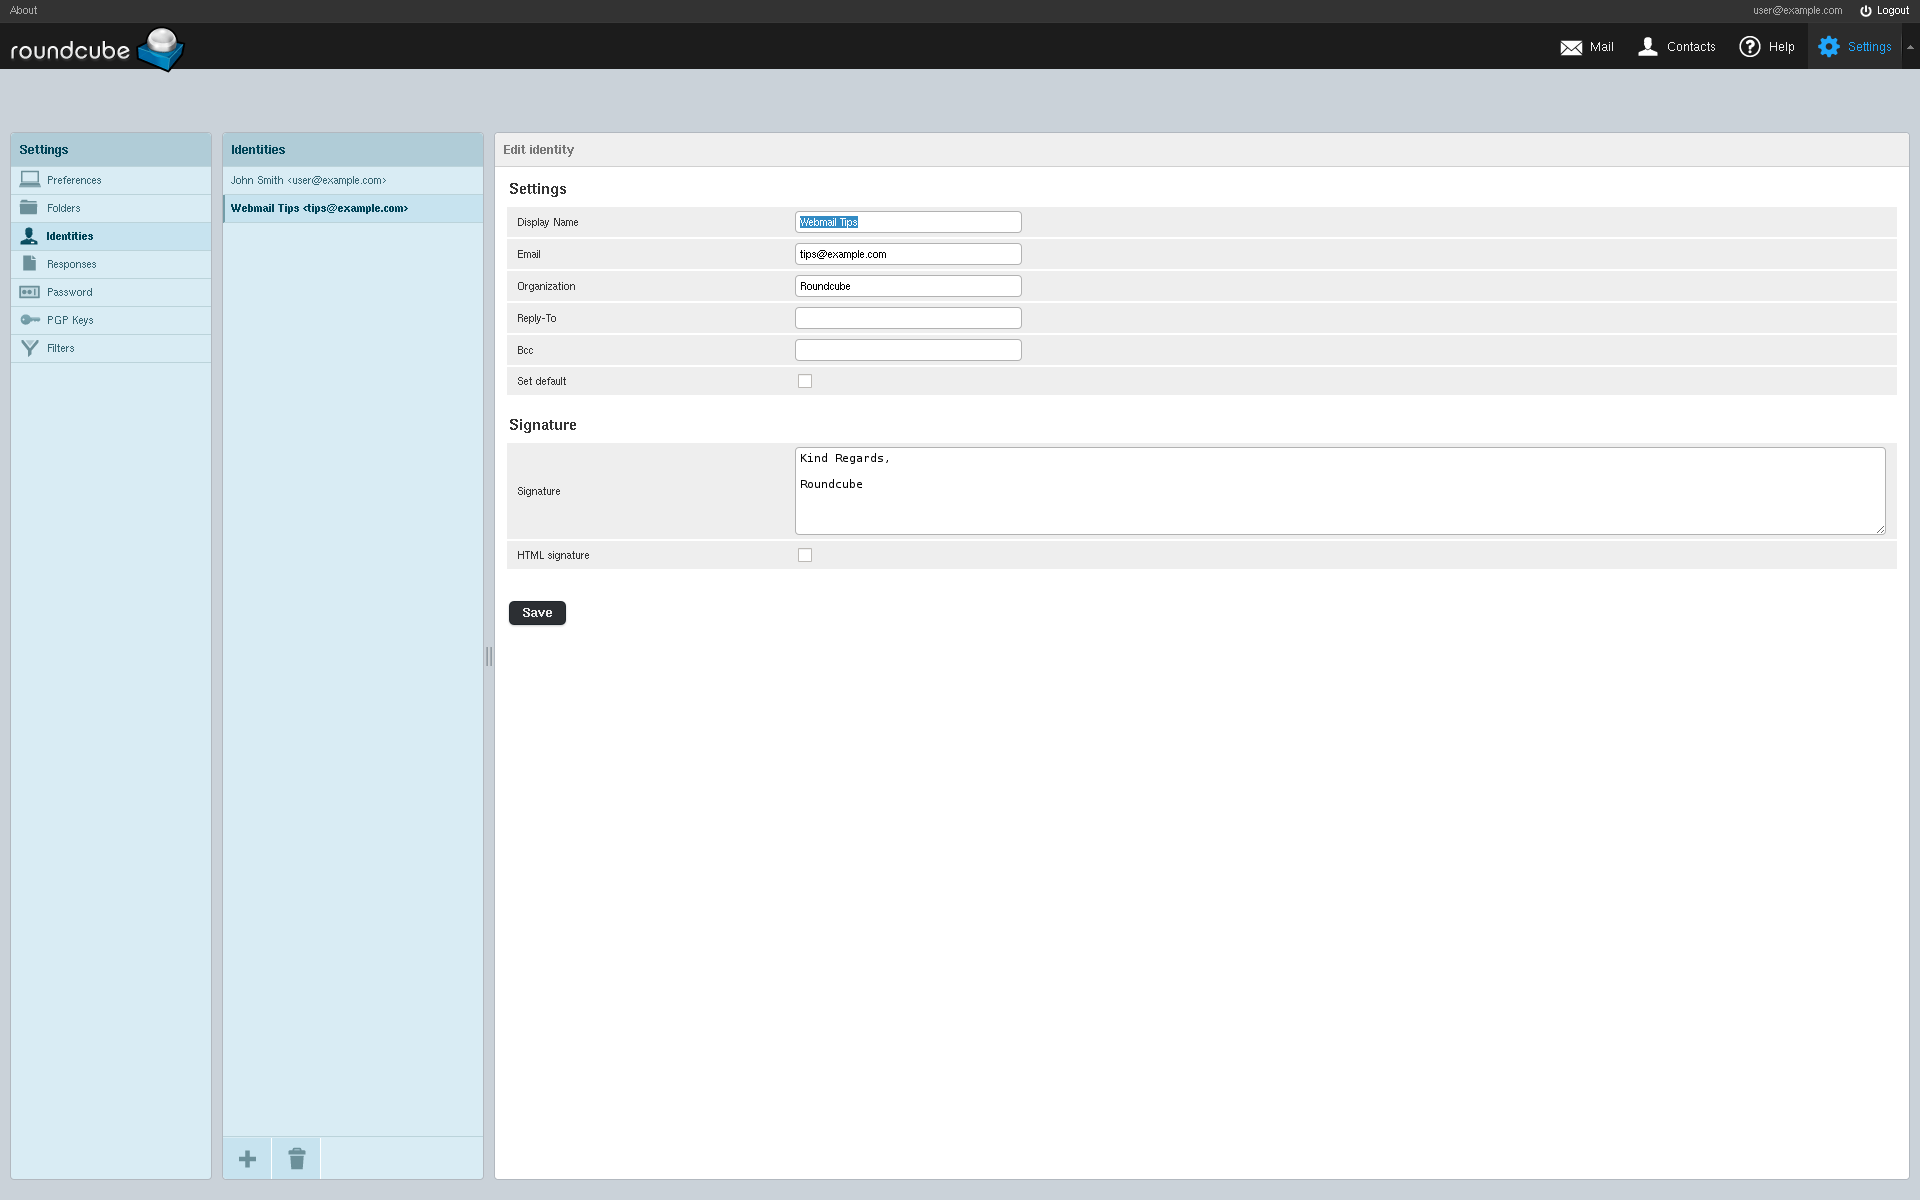 About
user@example.com
Logout
roundcube
Mail
Contacts
Help
Settings
Settings
Preferences
Folders
Identities
Responses
Password
PGP Keys
Filters
Identities
John Smith <user@example.com>
Webmail Tips <tips@example.com>
Edit identity
Settings
Display Name Webmail Tips
Email tips@example.com
Organization Roundcube
Reply-To
Bcc
Set default
Signature
Signature
Kind Regards,
Roundcube
HTML signature
Save